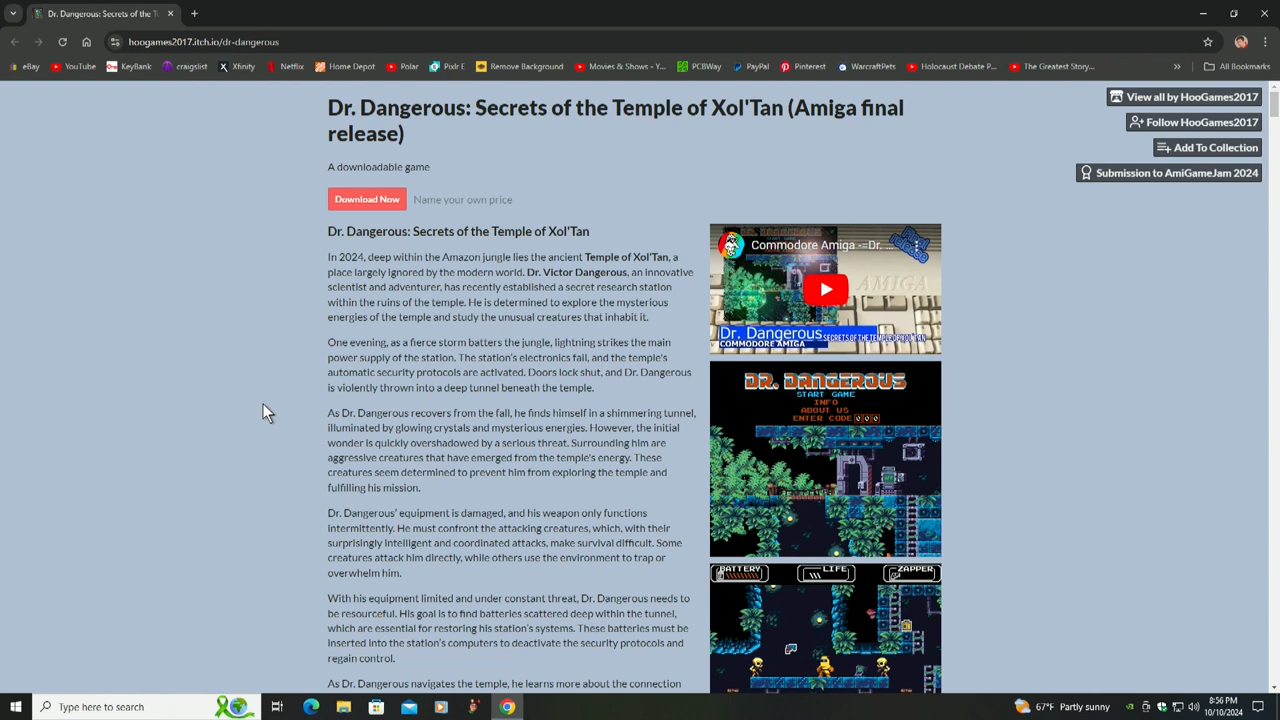 Dr. Dangerous: Secrets of the Te
hoogames2017.itch.io/dr-dangerous
eBay
YouTube
KeyBank
craigslist
Xfinity
Netflix
Home Depot
Polar
Pixlr E
Remove Background
Movies & Shows - Y...
PCBWay
PayPal
Pinterest
WarcraftPets
Holocaust Debate P...
The Greatest Story...
All Bookmarks
View all by HooGames2017
Follow HooGames2017
Add To Collection
Submission to AmiGameJam 2024
Dr. Dangerous: Secrets of the Temple of Xol'Tan (Amiga final
release)
A downloadable game
Download Now Name your own price
Dr. Dangerous: Secrets of the Temple of Xol'Tan
In 2024, deep within the Amazon jungle lies the ancient Temple of Xol'Tan, a
place largely ignored by the modern world. Dr. Victor Dangerous, an innovative
scientist and adventurer, has recently established a secret research station
within the ruins of the temple. He is determined to explore the mysterious
energies of the temple and study the unusual creatures that inhabit it.
One evening, as a fierce storm batters the jungle, lightning strikes the main
power supply of the station. The station's electronics fail, and the temple's
automatic security protocols are activated. Doors lock shut, and Dr. Dangerous
is violently thrown into a deep tunnel beneath the temple.
As Dr. Dangerous recovers from the fall, he finds himself in a shimmering tunnel,
illuminated by glowing crystals and mysterious energies. However, the initial
wonder is quickly overshadowed by a serious threat. Surrounding him are
aggressive creatures that have emerged from the temple's energy. These
creatures seem determined to prevent him from exploring the temple and
fulfilling his mission.
Dr. Dangerous' equipment is damaged, and his weapon only functions
intermittently. He must confront the attacking creatures, which, with their
surprisingly intelligent and coordinated attacks, make survival difficult. Some
creatures attack him directly, while others use the environment to trap or
overwhelm him.
With his equipment limited and under constant threat, Dr. Dangerous needs to
be resourceful. His goal is to find batteries scattered deep within the tunnel,
which are essential for restoring his station's systems. These batteries must be
inserted into the station's computers to deactivate the security protocols and
regain control.
As Dr. Dangerous navigates the temple, he learns more about the connection
Commodore Amiga -=Dr. ...
Final
release
AMIGA
Dr. Dangerous SECRETS OF THE TEMPLE OF XOL'TAN
COMMODORE AMIGA
DR. DANGEROUS
START GAME
INFO
ABOUT US
ENTER CODE 000
BATTERY
LIFE
ZAPPER
Type here to search
67°F Partly sunny
8:56 PM
10/10/2024